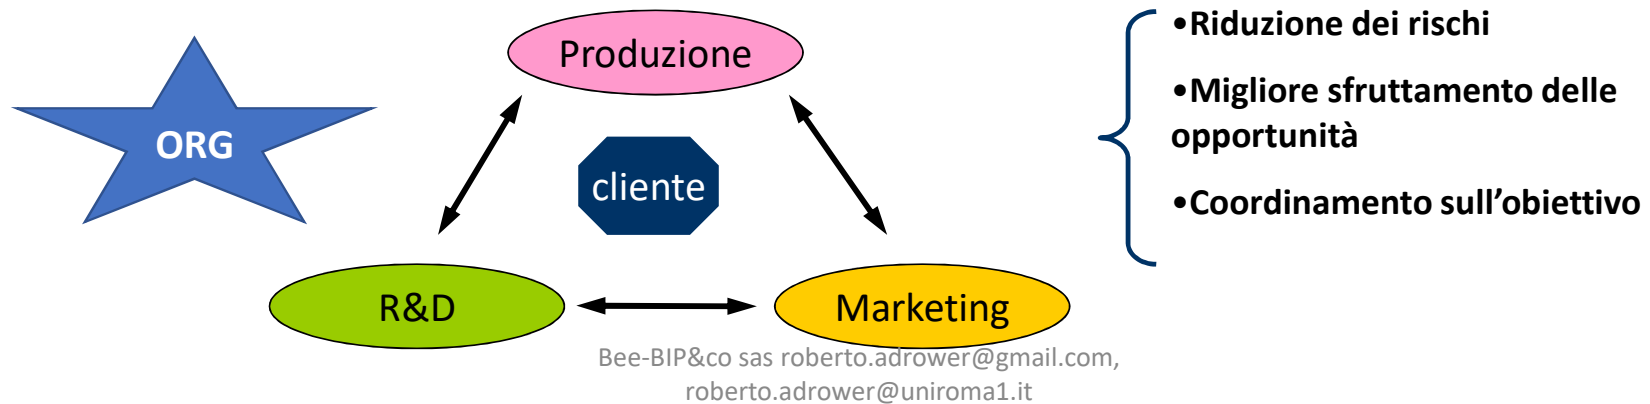 Produzione
ORG
cliente
R&D
Marketing
•Riduzione dei rischi
•Migliore sfruttamento delle
opportunità
•Coordinamento sull’obiettivo
Bee-BIP&co sas roberto.adrower@gmail.com,
roberto.adrower@uniroma1.it